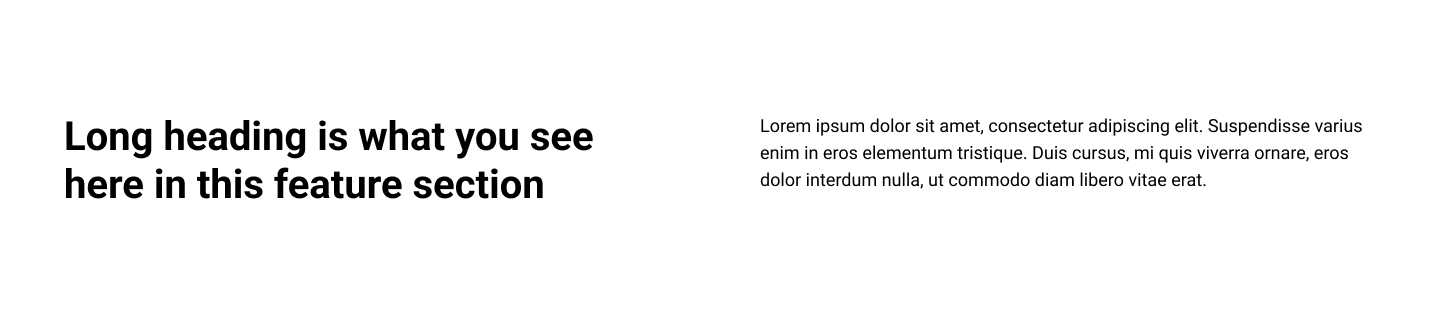 Long heading is what you see
here in this feature section
Lorem ipsum dolor sit amet, consectetur adipiscing elit. Suspendisse varius
enim in eros elementum tristique. Duis cursus, mi quis viverra ornare, eros
dolor interdum nulla, ut commodo diam libero vitae erat.